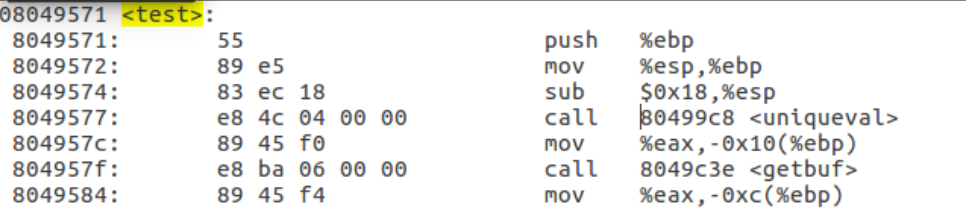 08049571 <test>:
8049571: 55 push %ebp
8049572: 89 e5 mov %esp,%ebp
8049574: 83 ec 18 sub $0x18,%esp
8049577: e8 4c 04 00 00 call 80499c8 <uniqueval>
804957c: 89 45 f0 mov %eax,-0x10(%ebp)
804957f: e8 ba 06 00 00 call 8049c3e <getbuf>
8049584: 89 45 f4 mov %eax,-0xc(%ebp)